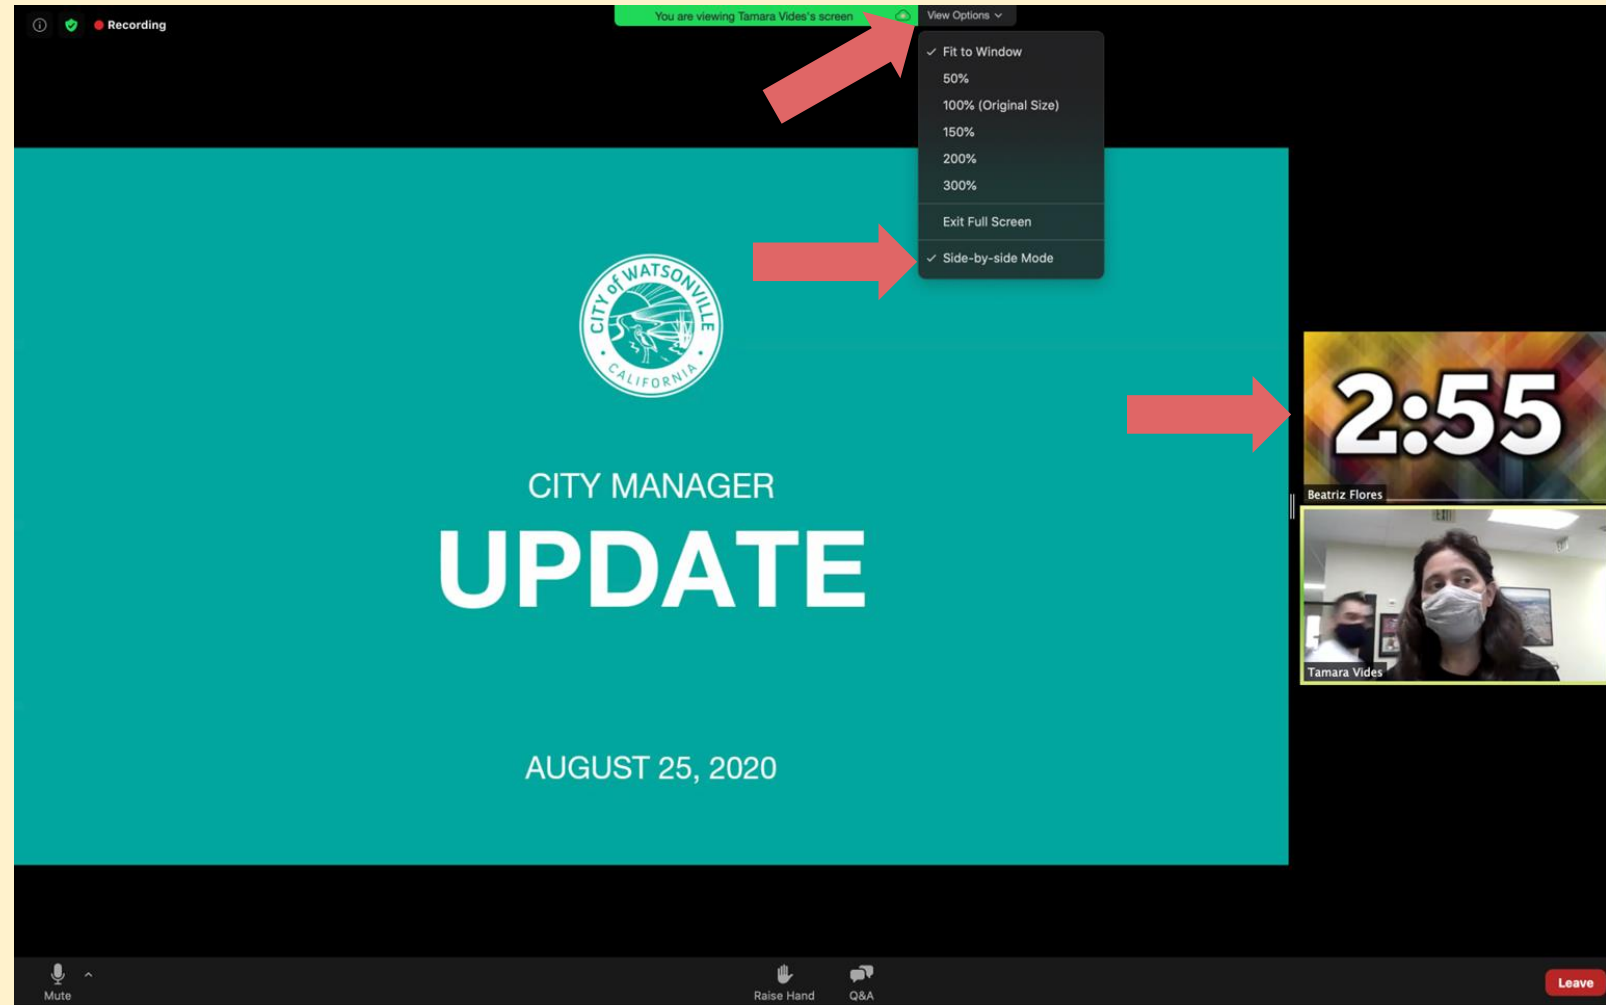 Recording
You are viewing Tamara Vides's screen
View Options
Fit to Window
50%
100% (Original Size)
150%
200%
300%
Exit Full Screen
Side-by-side Mode
CITY of WATSONVILLE
CALIFORNIA
2:55
Beatriz Flores
CITY MANAGER
UPDATE
Tamara Vides
AUGUST 25, 2020
Mute
Raise Hand
Q&A
Leave